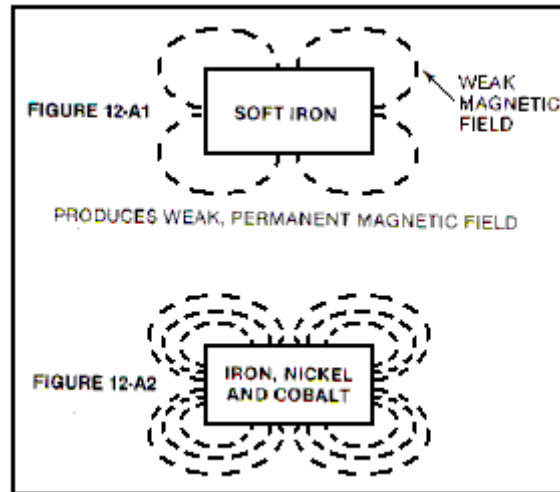 FIGURE 12-A1
SOFT IRON
WEAK
MAGNETIC
FIELD
PRODUCES WEAK, PERMANENT MAGNETIC FIELD
FIGURE 12-A2
IRON, NICKEL
AND COBALT